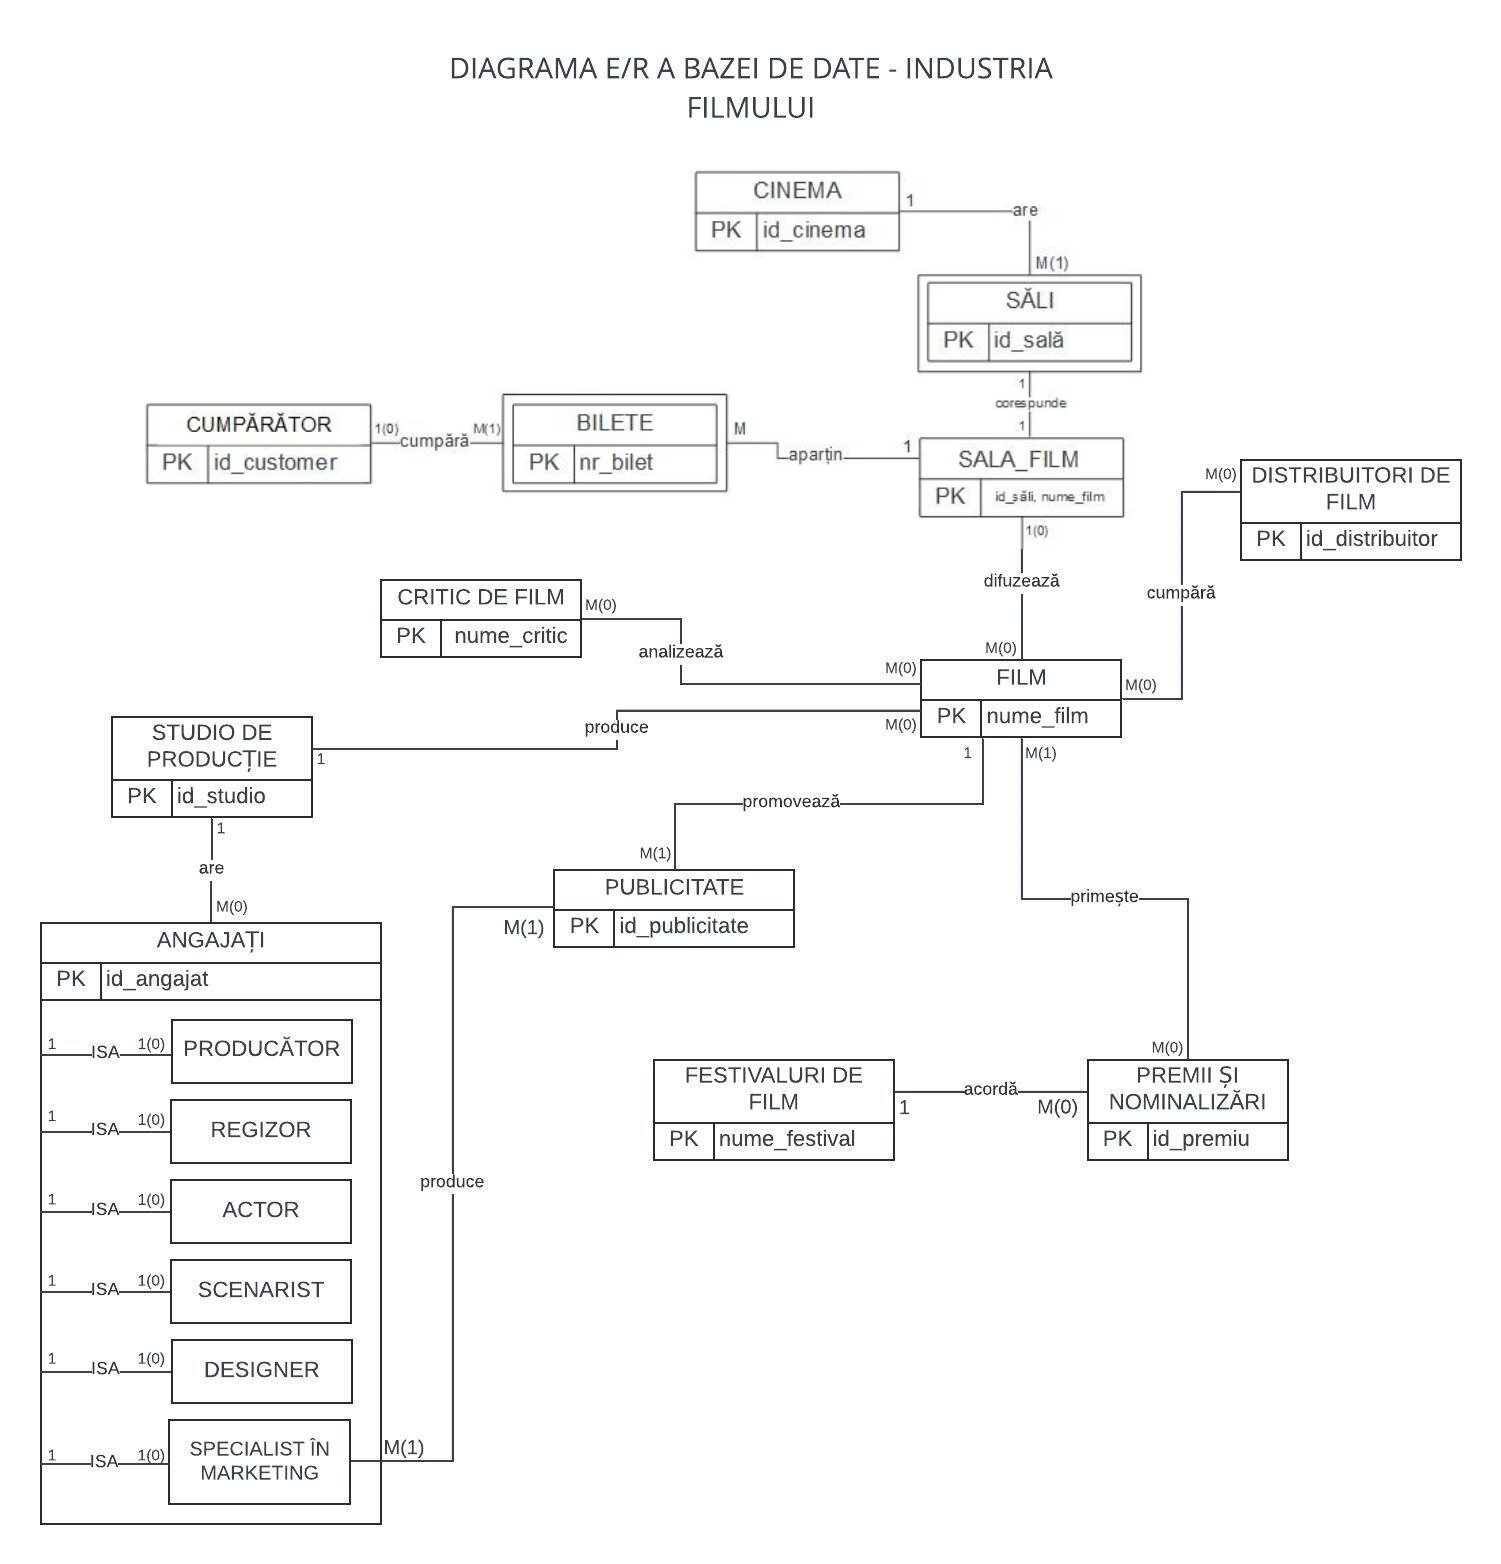 DIAGRAMA E/R A BAZEI DE DATE - INDUSTRIA
FILMULUI
CINEMA
PK id_cinema
1
are
M(1)
SĂLI
PK id_sală
1
corespunde
1
CUMPĂRĂTOR
PK id_customer
1(0)
cumpără
M(1)
BILETE
PK nr_bilet
M
aparțin
1
SALA_FILM
PK id_săli, nume_film
1(0)
difuzează
M(0)
DISTRIBUITORI DE
FILM
PK id_distribuitor
M(0)
cumpără
M(0)
CRITIC DE FILM
PK nume_critic
M(0)
analizează
M(0)
FILM
PK nume_film
STUDIO DE
PRODUCȚIE
PK id_studio
1
produce
M(0)
1
promovează
M(1)
PUBLICITATE
PK id_publicitate
M(1)
M(1)
primește
M(0)
1
are
M(0)
ANGAJAȚI
PK id_angajat
1 ISA 1(0) PRODUCĂTOR
1 ISA 1(0) REGIZOR
1 ISA 1(0) ACTOR
1 ISA 1(0) SCENARIST
1 ISA 1(0) DESIGNER
1 ISA 1(0) SPECIALIST ÎN
MARKETING
M(1)
produce
FESTIVALURI DE
FILM
PK nume_festival
1
acordă
M(0)
PREMII ȘI
NOMINALIZĂRI
PK id_premiu